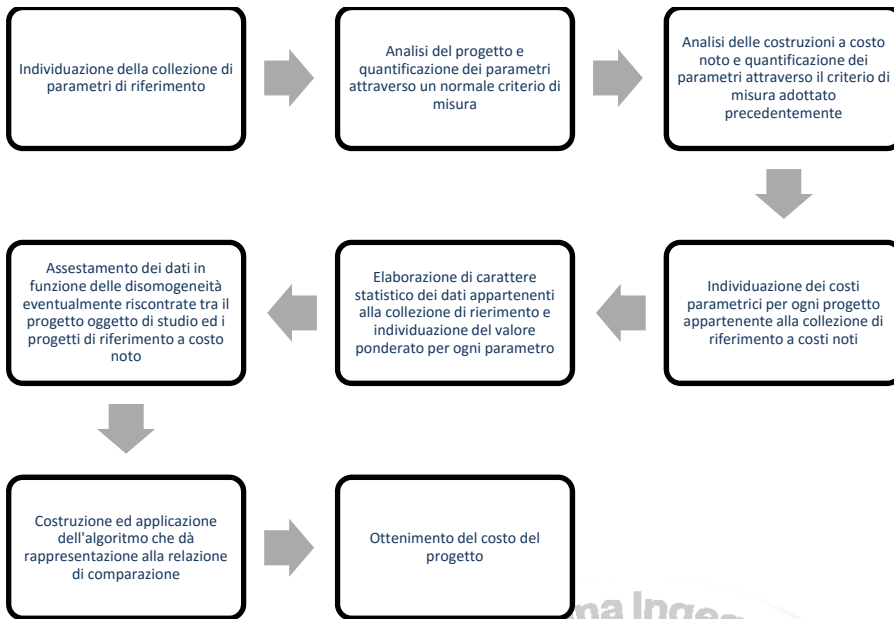 Individuazione della collezione di
parametri di riferimento
Analisi del progetto e
quantificazione dei parametri
attraverso un normale criterio di
misura
Analisi delle costruzioni a costo
noto e quantificazione dei
parametri attraverso il criterio di
misura adottato
precedentemente
Individuazione dei costi
parametrici per ogni progetto
appartenente alla collezione di
riferimento a costi noti
Elaborazione di carattere
statistico dei dati appartenenti
alla collezione di rierimento e
individuazione del valore
ponderato per ogni parametro
Assestamento dei dati in
funzione delle disomogeneità
eventualmente riscontrate tra il
progetto oggetto di studio ed i
progetti di riferimento a costo
noto
Costruzione ed applicazione
dell'algoritmo che dà
rappresentazione alla relazione
di comparazione
Ottenimento del costo del
progetto